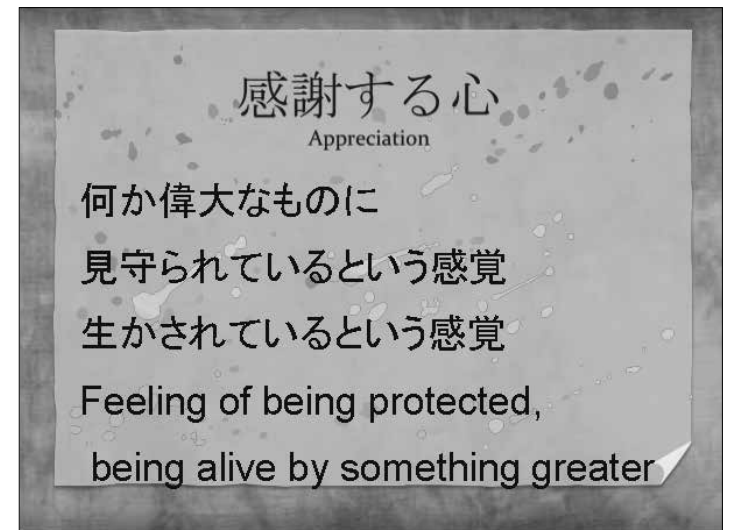 感謝する心
Appreciation
何か偉大なものに
見守られているという感覚
生かされているという感覚
Feeling of being protected,
being alive by something greater